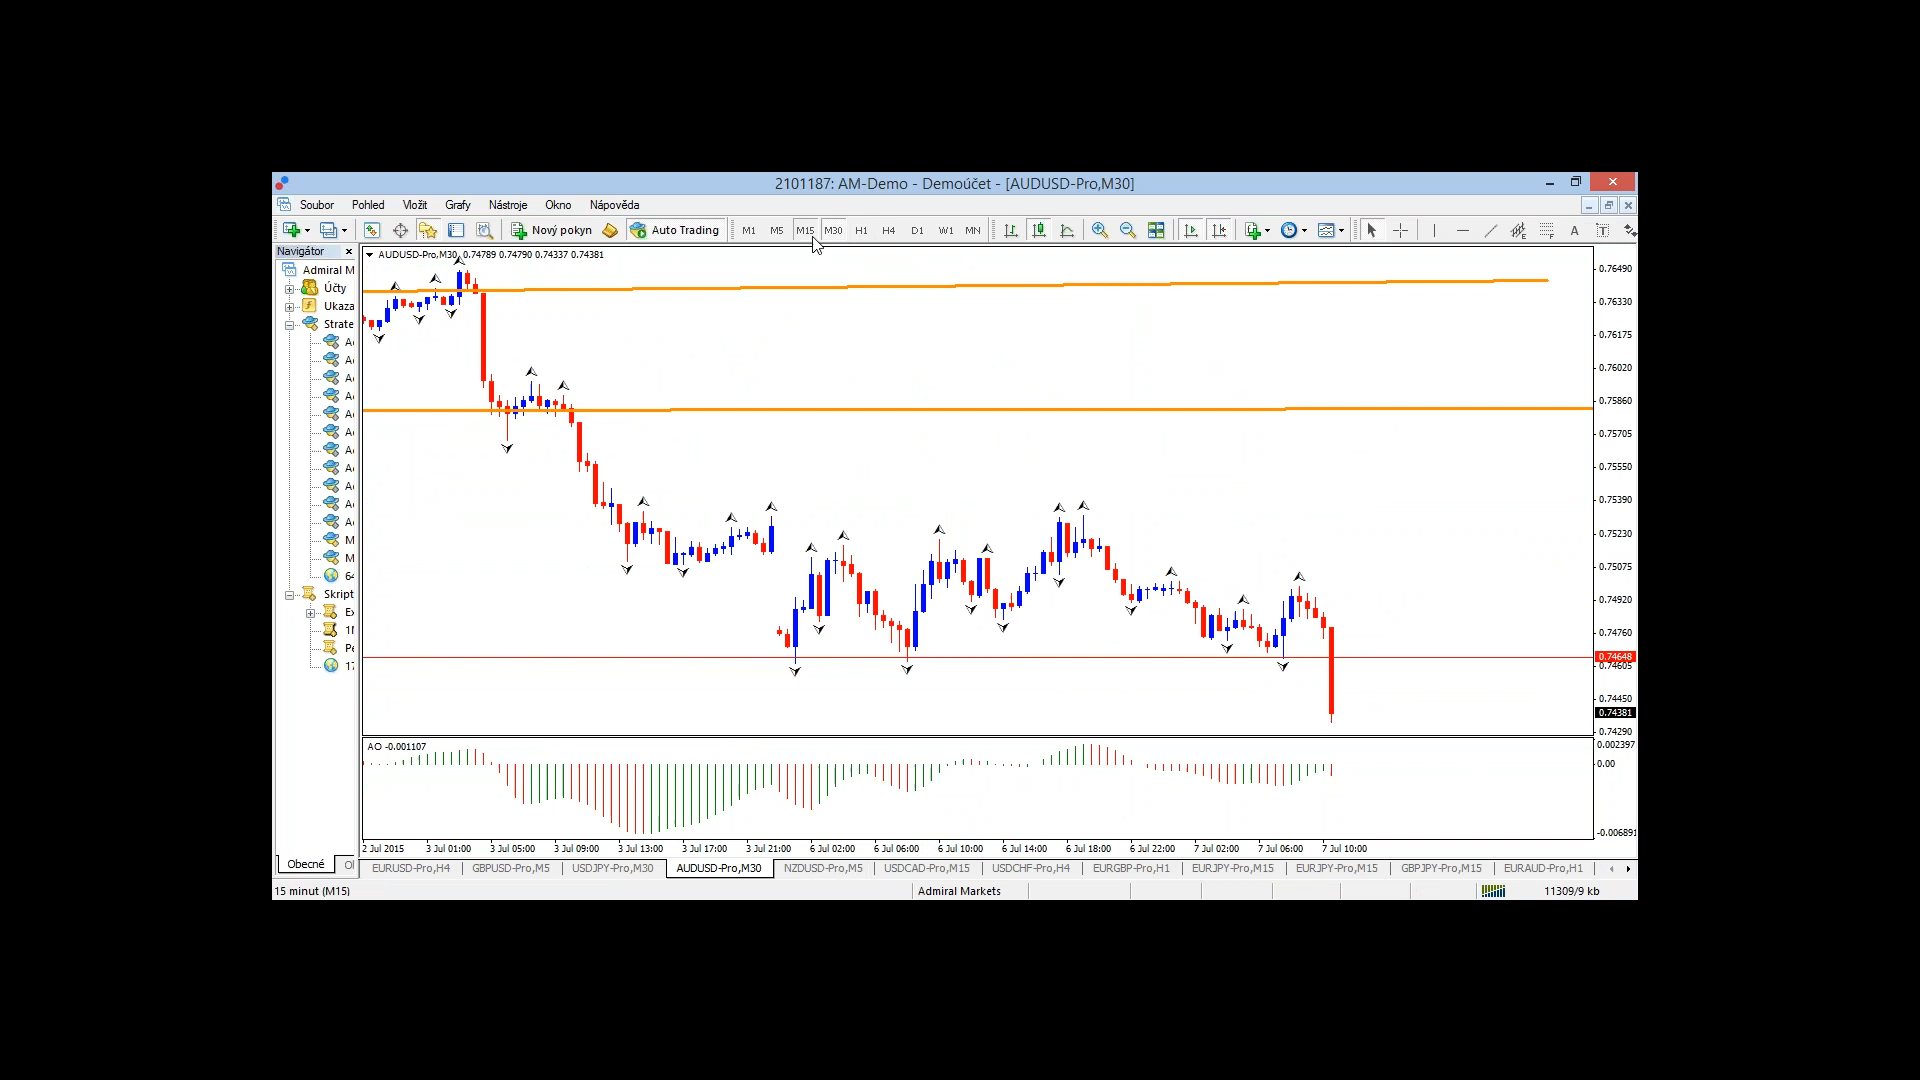 2101187: AM-Demo - Demoúčet - [AUDUSD-Pro,M30]
Soubor Pohled Vložit Grafy Nástroje Okno Nápověda
Nový pokyn Auto Trading M1 M5 M15 M30 H1 H4 D1 W1 MN
Navigátor
Admiral M
Účty
Ukaza
Strate
Skript
Obecné
AUDUSD-Pro,M30 0.74789 0.74790 0.74337 0.74381
0.76490
0.76330
0.76175
0.76020
0.75860
0.75705
0.75550
0.75390
0.75230
0.75075
0.74920
0.74760
0.74648
0.74605
0.74450
0.74381
0.74290
AO -0.001107
0.002397
0.00
-0.006891
2 Jul 2015 3 Jul 01:00 3 Jul 05:00 3 Jul 09:00 3 Jul 13:00 3 Jul 17:00 3 Jul 21:00 6 Jul 02:00 6 Jul 06:00 6 Jul 10:00 6 Jul 14:00 6 Jul 18:00 6 Jul 22:00 7 Jul 02:00 7 Jul 06:00 7 Jul 10:00
EURUSD-Pro,H4 GBPUSD-Pro,M5 USDJPY-Pro,M30 AUDUSD-Pro,M30 NZDUSD-Pro,M5 USDCAD-Pro,M15 USDCHF-Pro,H4 EURGBP-Pro,H1 EURJPY-Pro,M15 EURJPY-Pro,M15 GBPJPY-Pro,M15 EURAUD-Pro,H1
15 minut (M15) Admiral Markets 11309/9 kb